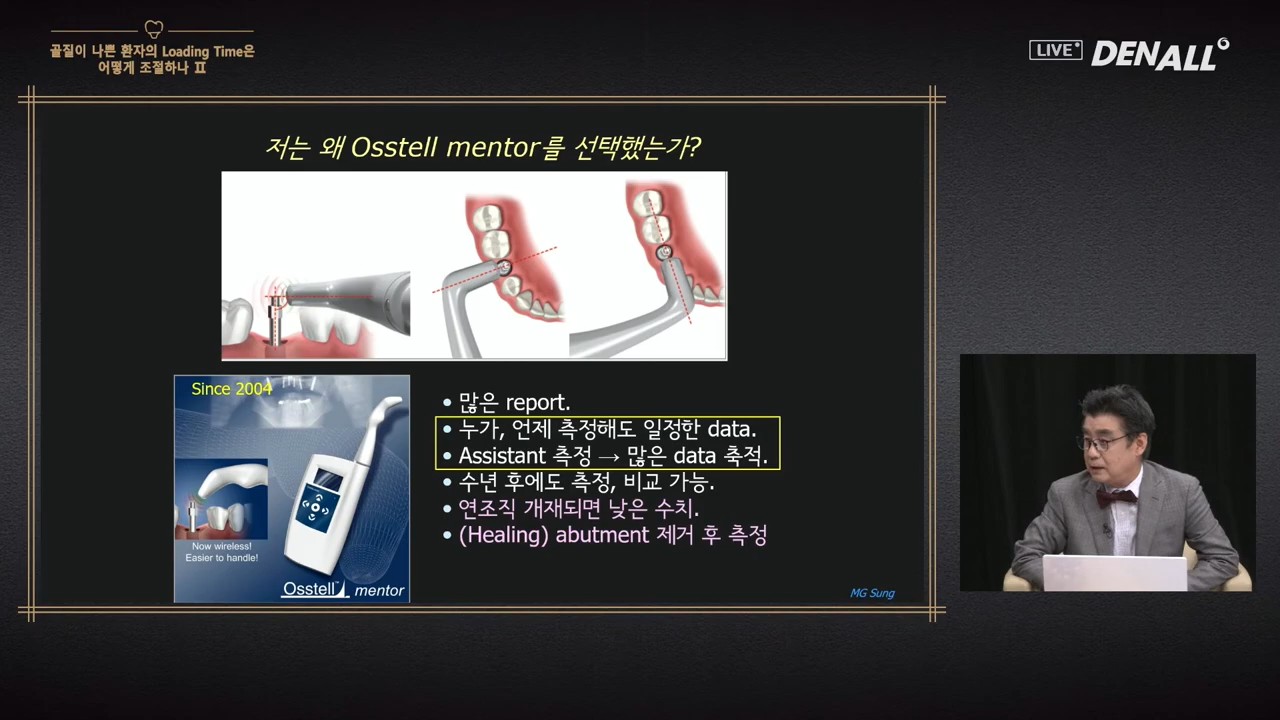 골질이 나쁜 환자의 Loading Time은
어떻게 조절하나 Ⅱ
LIVE
DENALL
저는 왜 Osstell mentor를 선택했는가?
Since 2004
Now wireless!
Easier to handle!
Osstell™ mentor
• 많은 report.
• 누가, 언제 측정해도 일정한 data.
• Assistant 측정 → 많은 data 축적.
• 수년 후에도 측정, 비교 가능.
• 연조직 개재되면 낮은 수치.
• (Healing) abutment 제거 후 측정
MG Sung